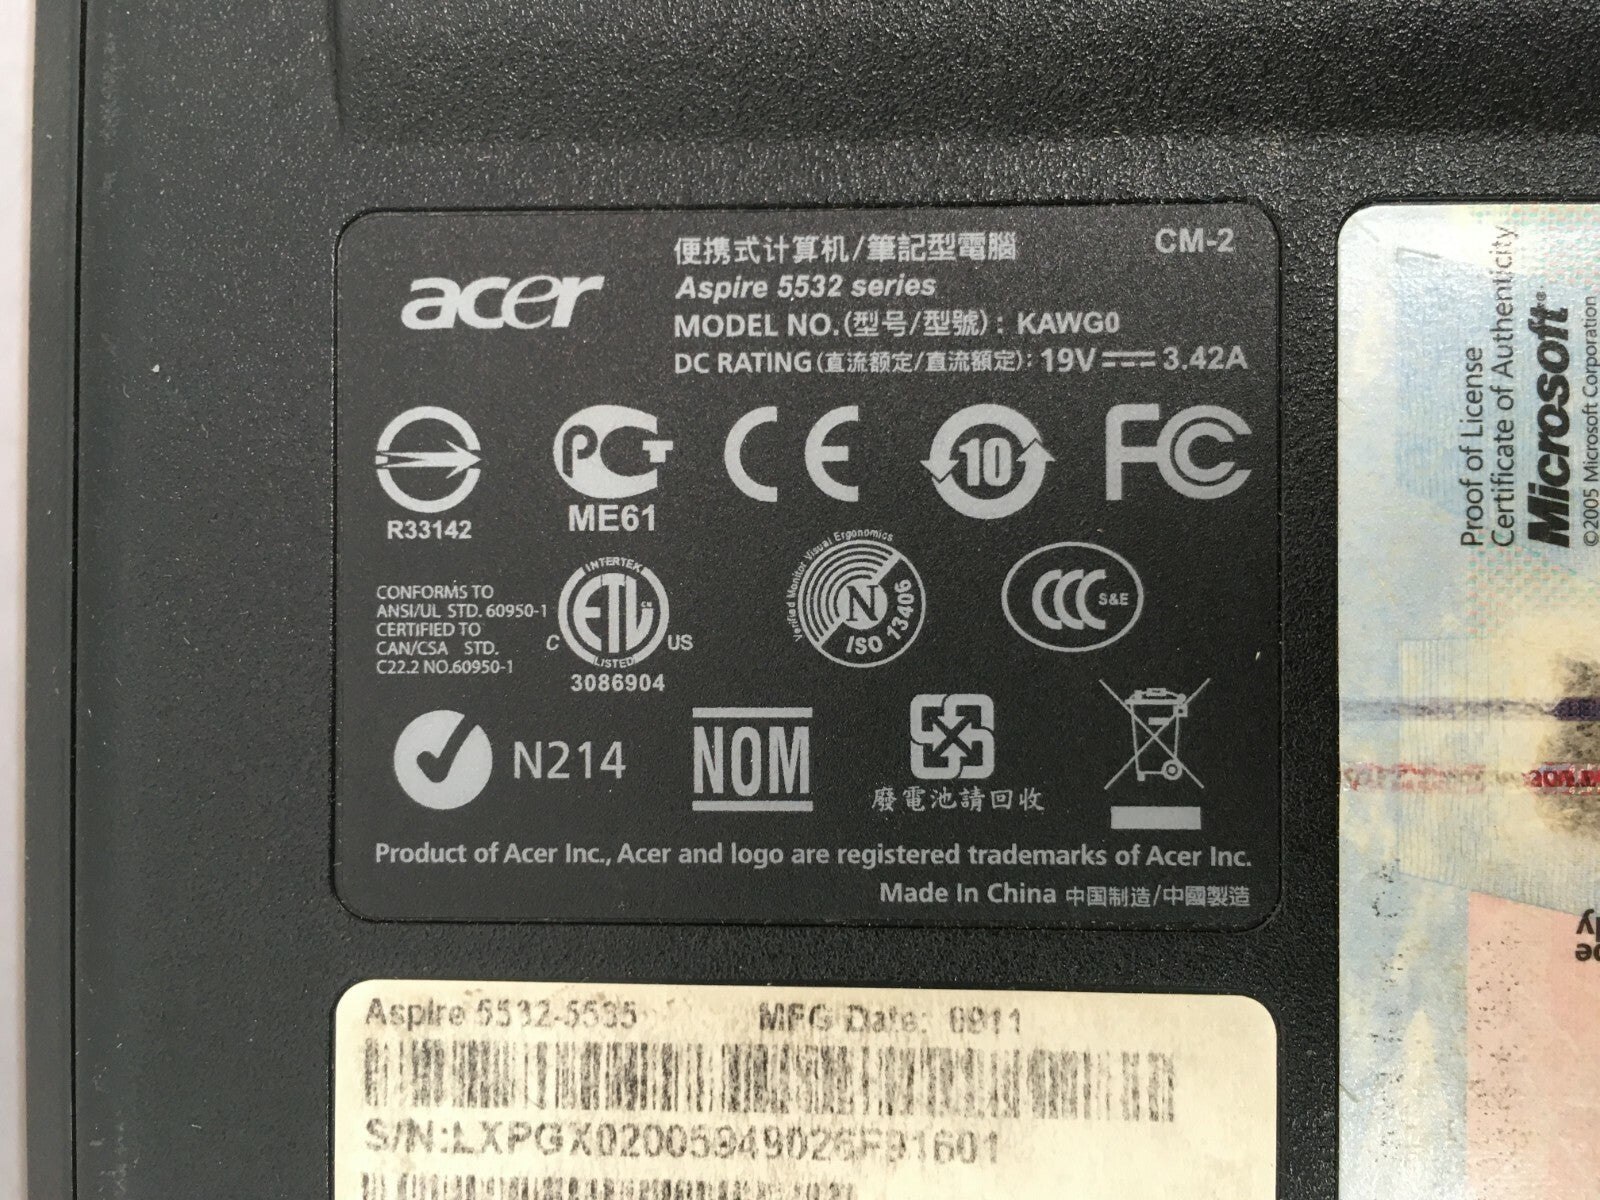 acer
便携式计算机/筆記型電腦
CM-2
Aspire 5532 series
MODEL NO.(型号/型號): KAWG0
DC RATING(直流额定/直流額定): 19V 3.42A
R33142
PCT
ME61
CE
10
FC
CONFORMS TO
ANSI/UL STD. 60950-1
CERTIFIED TO
CAN/CSA STD.
C22.2 NO.60950-1
INTERTEK
ETL
CM
LISTED
C US
3086904
Verified Monitor Visual Ergonomics
N
ISO 13406
CCC S&E
N214
NOM
廢電池請回收
Product of Acer Inc., Acer and logo are registered trademarks of Acer Inc.
Made In China 中国制造/中國製造
Aspire 5532-5535 MFG Date: 0911
S/N:LXPGX02005949026F91601
Proof of License
Certificate of Authenticity
Microsoft®
©2005 Microsoft Corporation